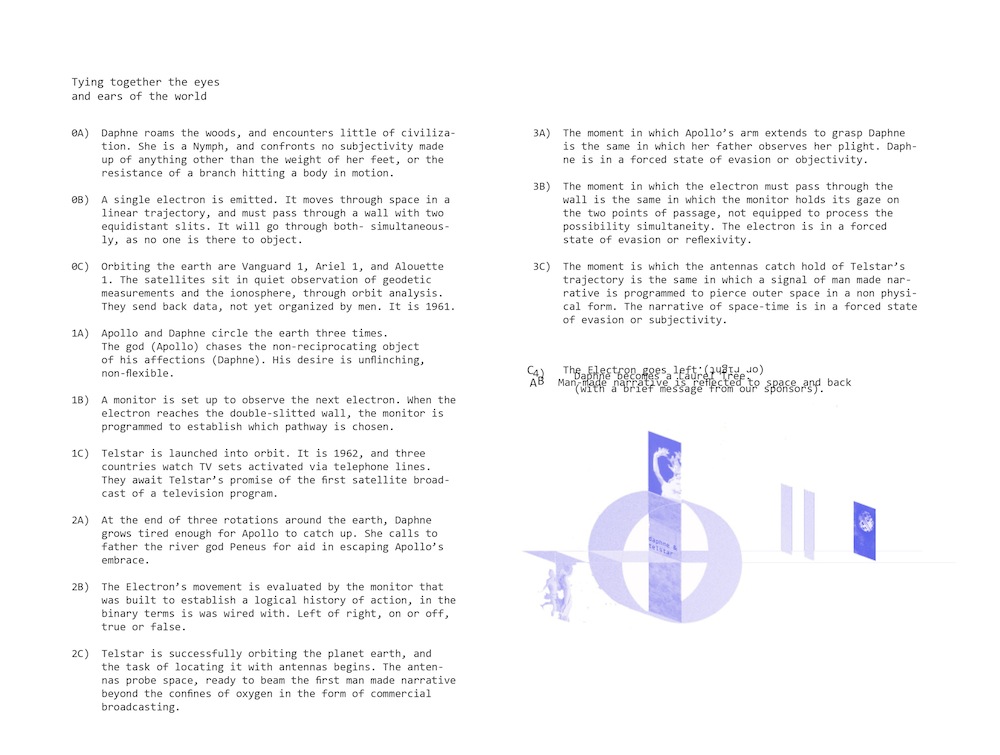 Tying together the eyes
and ears of the world
0A) Daphne roams the woods, and encounters little of civiliza-
tion. She is a Nymph, and confronts no subjectivity made
up of anything other than the weight of her feet, or the
resistance of a branch hitting a body in motion.
0B) A single electron is emitted. It moves through space in a
linear trajectory, and must pass through a wall with two
equidistant slits. It will go through both- simultaneous-
ly, as no one is there to object.
0C) Orbiting the earth are Vanguard 1, Ariel 1, and Alouette
1. The satellites sit in quiet observation of geodetic
measurements and the ionosphere, through orbit analysis.
They send back data, not yet organized by men. It is 1961.
1A) Apollo and Daphne circle the earth three times.
The god (Apollo) chases the non-reciprocating object
of his affections (Daphne). His desire is unflinching,
non-flexible.
1B) A monitor is set up to observe the next electron. When the
electron reaches the double-slitted wall, the monitor is
programmed to establish which pathway is chosen.
1C) Telstar is launched into orbit. It is 1962, and three
countries watch TV sets activated via telephone lines.
They await Telstar's promise of the first satellite broad-
cast of a television program.
2A) At the end of three rotations around the earth, Daphne
grows tired enough for Apollo to catch up. She calls to
father the river god Peneus for aid in escaping Apollo's
embrace.
2B) The Electron's movement is evaluated by the monitor that
was built to establish a logical history of action, in the
binary terms is was wired with. Left of right, on or off,
true or false.
2C) Telstar is successfully orbiting the planet earth, and
the task of locating it with antennas begins. The anten-
nas probe space, ready to beam the first man made narrative
beyond the confines of oxygen in the form of commercial
broadcasting.
3A) The moment in which Apollo's arm extends to grasp Daphne
is the same in which her father observes her plight. Daph-
ne is in a forced state of evasion or objectivity.
3B) The moment in which the electron must pass through the
wall is the same in which the monitor holds its gaze on
the two points of passage, not equipped to process the
possibility simultaneity. The electron is in a forced
state of evasion or reflexivity.
3C) The moment is which the antennas catch hold of Telstar's
trajectory is the same in which a signal of man made nar-
rative is programmed to pierce outer space in a non physi-
cal form. The narrative of space-time is in a forced state
of evasion or subjectivity.
C4) The Electron goes left (or right)
Daphne becomes a Laurel Tree.
AB Man-made narrative is reflected to space and back
(with a brief message from our sponsors).
daphne &
telstar